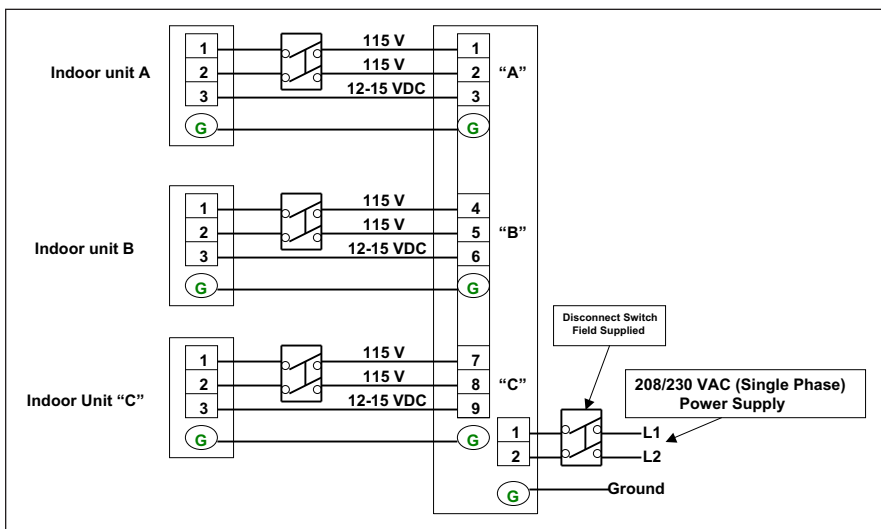 1 115 V 1
Indoor unit A 2 115 V 2 “A”
3 12-15 VDC 3
G G
1 115 V 4
Indoor unit B 2 115 V 5 “B”
3 12-15 VDC 6
G G
Disconnect Switch
Field Supplied
1 115 V 7
Indoor Unit “C” 2 115 V 8 “C”
3 12-15 VDC 9
208/230 VAC (Single Phase)
Power Supply
G G
1 L1
2 L2
G Ground